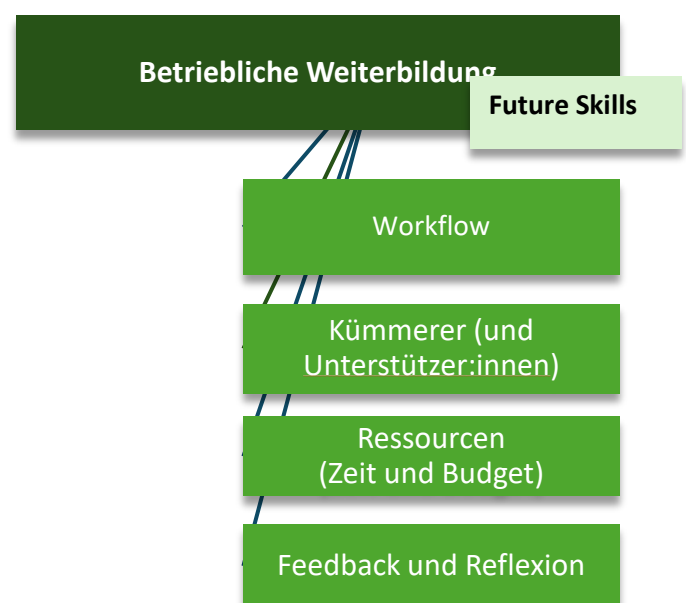 Betriebliche Weiterbildung
Future Skills
Workflow
Kümmerer (und
Unterstützer:innen)
Ressourcen
(Zeit und Budget)
Feedback und Reflexion